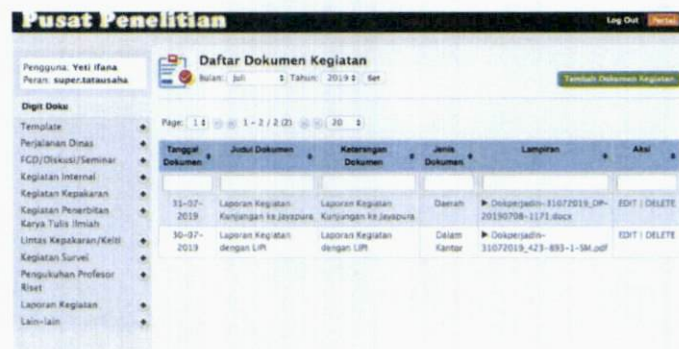 Pusat Penelitian
Log Out Portal
Pengguna: Yeti Ifana
Peran: super.tatausaha
Daftar Dokumen Kegiatan
Bulan: Juli Tahun: 2019 Set
Tambah Dokumen Kegiatan
Digit Doku
Template
Perjalanan Dinas
FGD/Diskusi/Seminar
Kegiatan Internal
Kegiatan Kepakaran
Kegiatan Penerbitan
Karya Tulis Ilmiah
Lintas Kepakaran/Keltil
Kegiatan Survei
Pengukuhan Profesor
Riset
Laporan Kegiatan
Lain-lain
Page: 1 1 - 2 / 2 (2) 20
Tanggal Dokumen Judul Dokumen Keterangan Dokumen Jenis Dokumen Lampiran Aksi
31-07-2019 Laporan Kegiatan Kunjungan ke Jayapura Laporan Kegiatan Kunjungan ke Jayapura Daerah ▶ Dokperjadin-31072019_OP-20190708-1171.docx EDIT | DELETE
30-07-2019 Laporan Kegiatan dengan LIPI Laporan Kegiatan dengan LIPI Dalam Kantor ▶ Dokperjadin-31072019_423-893-1-SM.pdf EDIT | DELETE